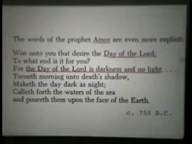 The words of the prophet Amos are even more explicit:
Woe unto you that desire the Day of the Lord:
To what end is it for you?
For the Day of the Lord is darkness and no light....
Turneth morning unto death's shadow,
Maketh the day dark as night;
Calleth forth the waters of the sea
and poureth them upon the face of the Earth.
c. 750 B.C.